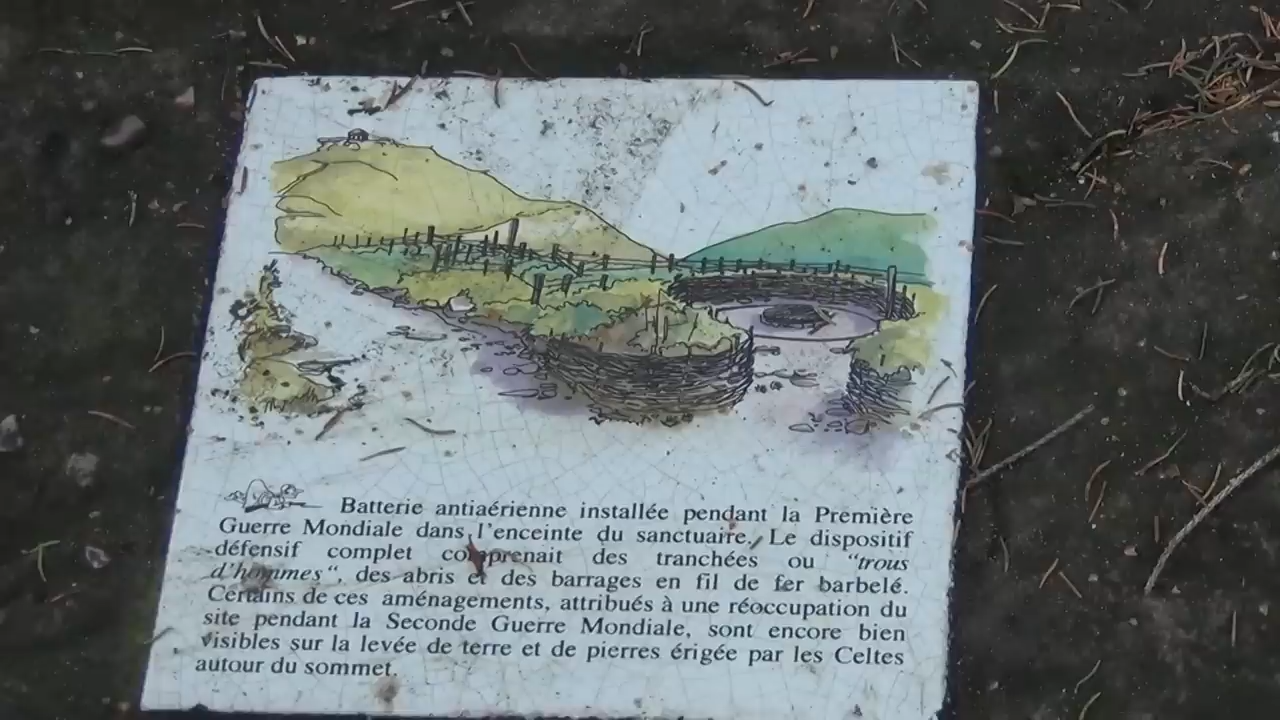 Batterie antiaérienne installée pendant la Première
Guerre Mondiale dans l'enceinte du sanctuaire. Le dispositif
défensif complet comprenait des tranchées ou “trous
d'hommes“, des abris et des barrages en fil de fer barbelé.
Certains de ces aménagements, attribués à une réoccupation du
site pendant la Seconde Guerre Mondiale, sont encore bien
visibles sur la levée de terre et de pierres érigée par les Celtes
autour du sommet.